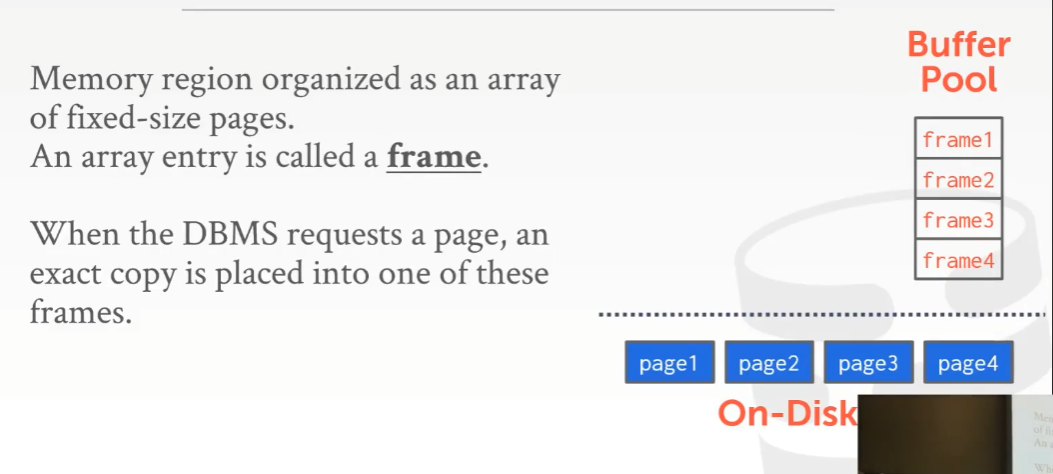 Memory region organized as an array
of fixed-size pages.
An array entry is called a frame.
When the DBMS requests a page, an
exact copy is placed into one of these
frames.
Buffer
Pool
frame1
frame2
frame3
frame4
page1 page2 page3 page4
On-Disk